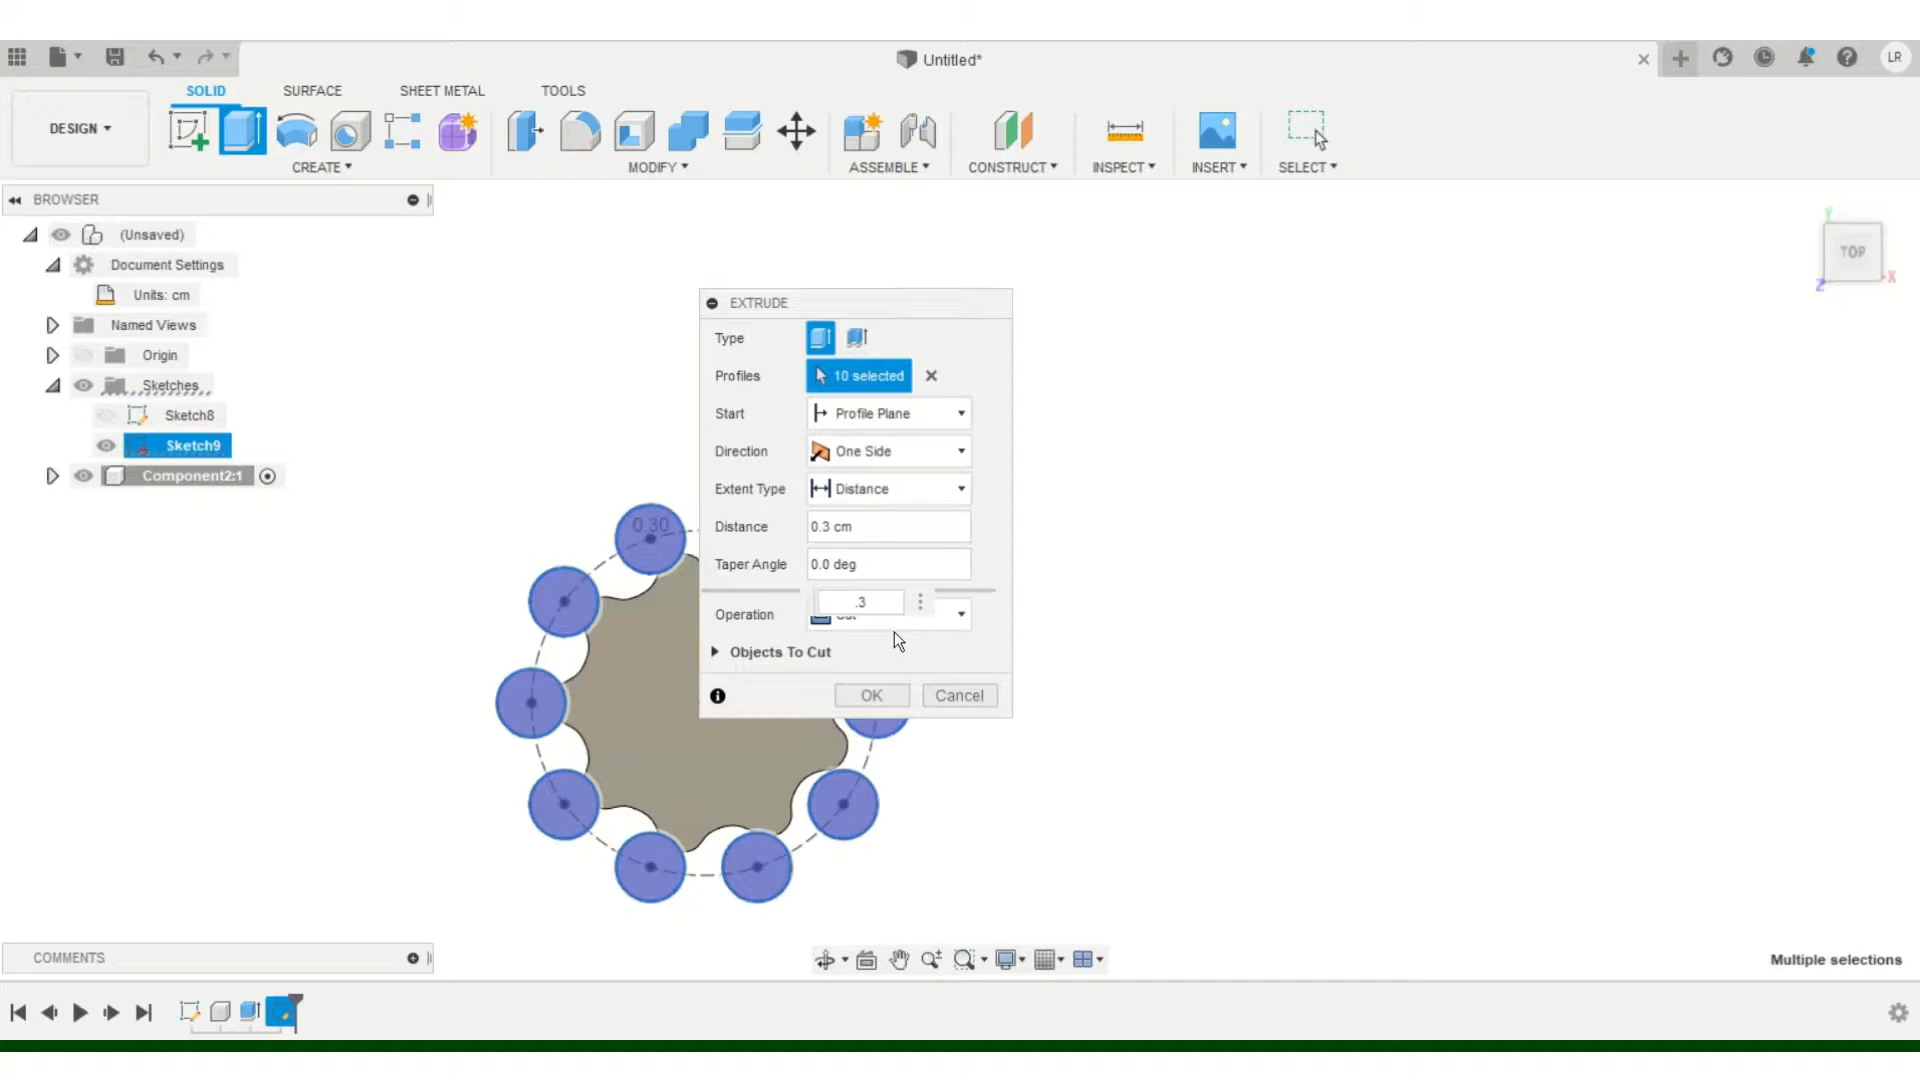 Untitled*
LR
SOLID
SURFACE
SHEET METAL
TOOLS
DESIGN
CREATE
MODIFY
ASSEMBLE
CONSTRUCT
INSPECT
INSERT
SELECT
BROWSER
(Unsaved)
Document Settings
Units: cm
Named Views
Origin
Sketches
Sketch8
Sketch9
Component2:1
TOP
Y
X
Z
EXTRUDE
Type
Profiles
10 selected
Start
Profile Plane
Direction
One Side
Extent Type
Distance
Distance
0.3 cm
Taper Angle
0.0 deg
.3
Operation
Cut
Objects To Cut
OK
Cancel
0.30
COMMENTS
Multiple selections